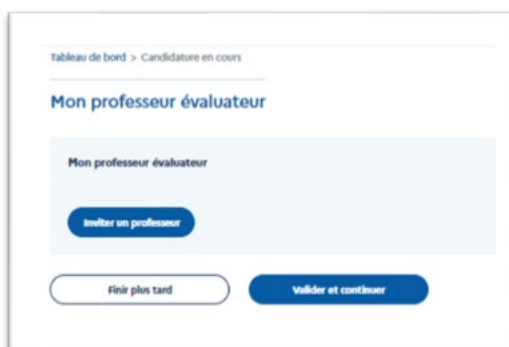 Tableau de bord > Candidature en cours
Mon professeur évaluateur
Mon professeur évaluateur
Inviter un professeur
Finir plus tard
Valider et continuer